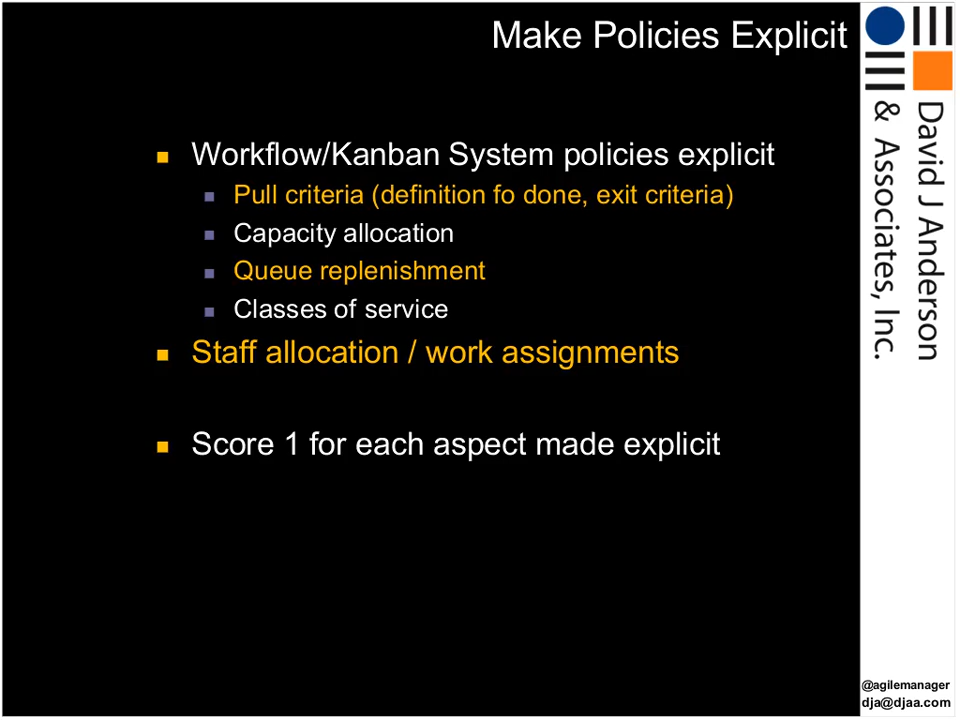 Make Policies Explicit
Workflow/Kanban System policies explicit
Pull criteria (definition fo done, exit criteria)
Capacity allocation
Queue replenishment
Classes of service
Staff allocation / work assignments
Score 1 for each aspect made explicit
David J Anderson
& Associates, Inc.
@agilemanager
dja@djaa.com